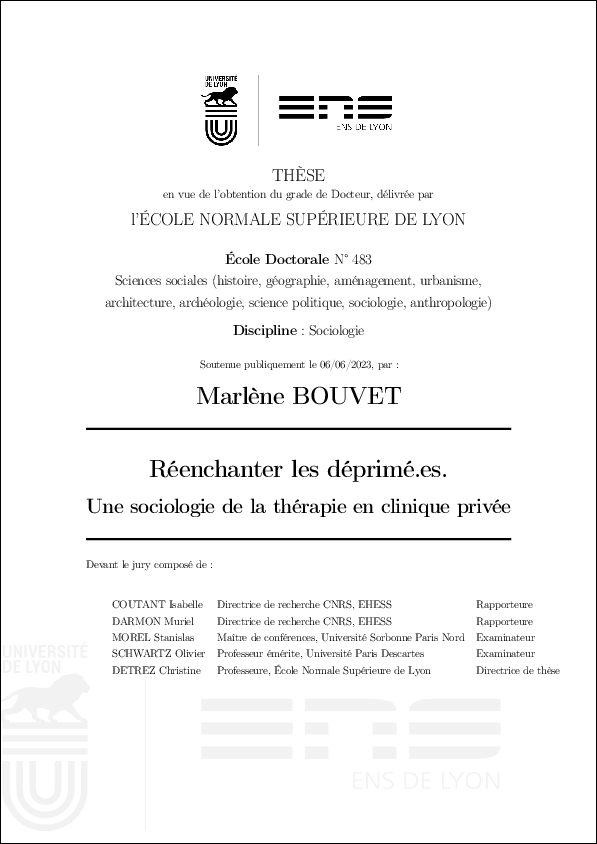 UNIVERSITÉ
DE LYON
ENS
ENS DE LYON
THÈSE
en vue de l'obtention du grade de Docteur, délivrée par
l'ÉCOLE NORMALE SUPÉRIEURE DE LYON
École Doctorale N° 483
Sciences sociales (histoire, géographie, aménagement, urbanisme,
architecture, archéologie, science politique, sociologie, anthropologie)
Discipline : Sociologie
Soutenue publiquement le 06/06/2023, par :
Marlène BOUVET
Réenchanter les déprimé.es.
Une sociologie de la thérapie en clinique privée
Devant le jury composé de :
COUTANT Isabelle Directrice de recherche CNRS, EHESS Rapporteure
DARMON Muriel Directrice de recherche CNRS, EHESS Rapporteure
MOREL Stanislas Maître de conférences, Université Sorbonne Paris Nord Examinateur
SCHWARTZ Olivier Professeur émérite, Université Paris Descartes Examinateur
DETREZ Christine Professeure, École Normale Supérieure de Lyon Directrice de thèse
UNIVERSITÉ
DE LYON
ENS
ENS DE LYON